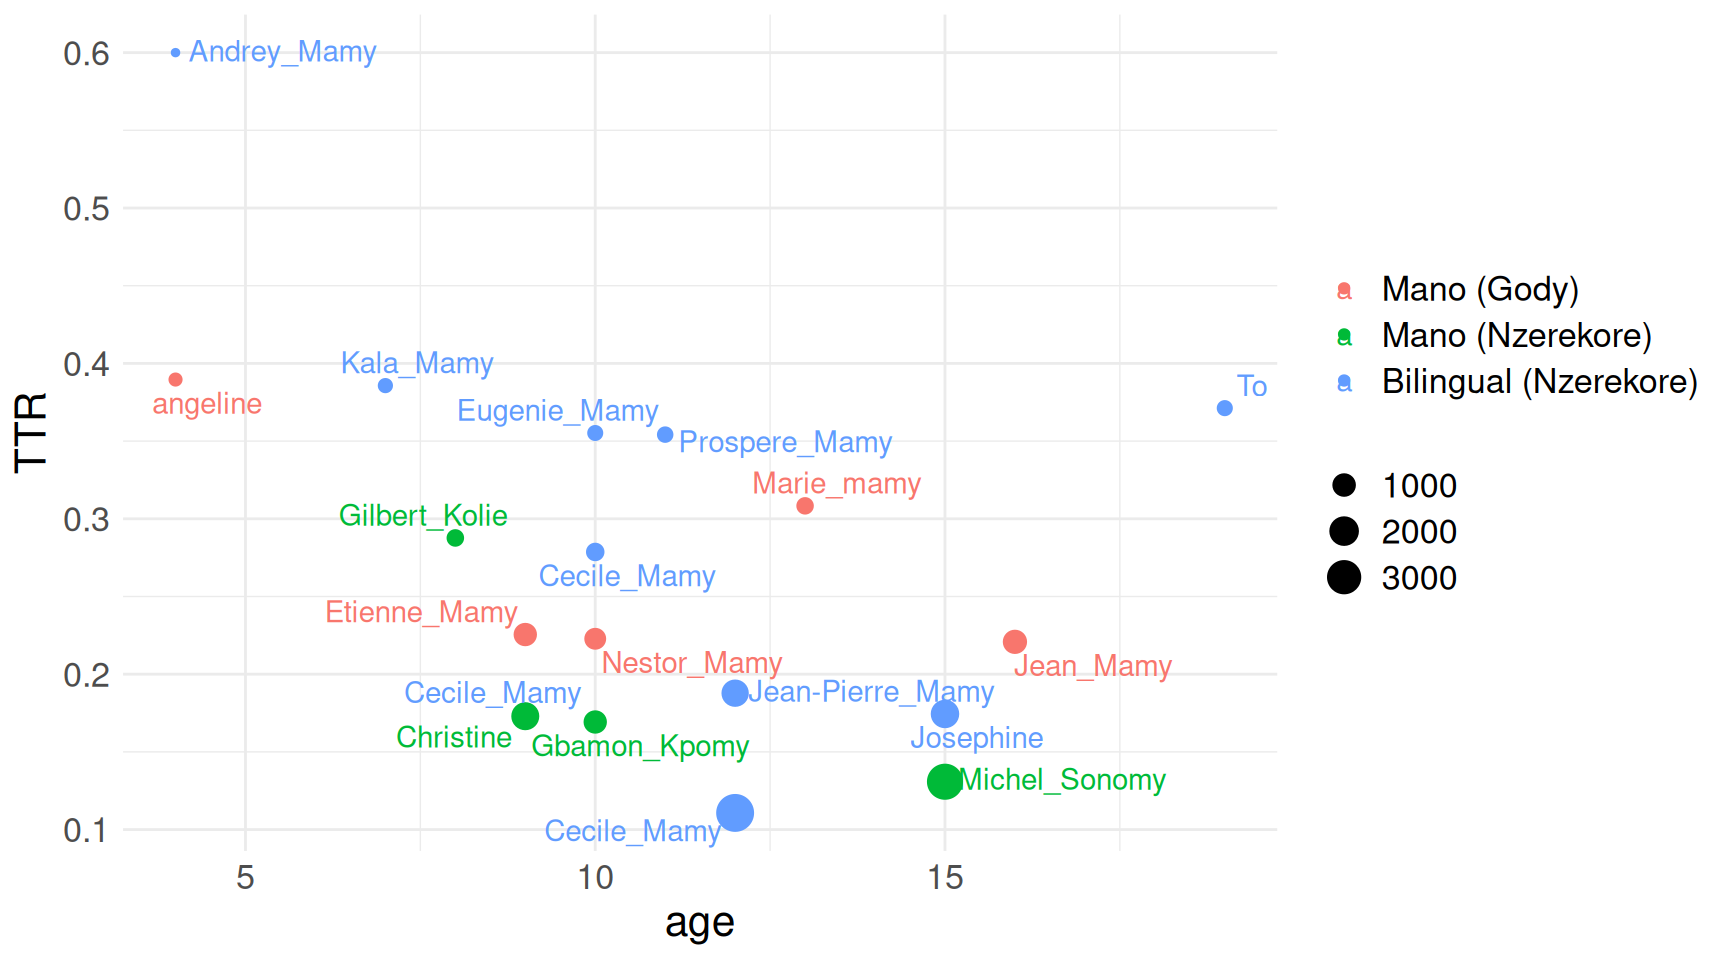 0.6
Andrey_Mamy
0.5
0.4
Kala_Mamy
To
angeline
Eugenie_Mamy
Prospere_Mamy
TTR
Marie_mamy
0.3
Gilbert_Kolie
Cecile_Mamy
Etienne_Mamy
Nestor_Mamy
Jean_Mamy
0.2
Cecile_Mamy
Jean-Pierre_Mamy
Christine
Gbamon_Kpomy
Josephine
Michel_Sonomy
0.1
Cecile_Mamy
5 10 15
age
a Mano (Gody)
a Mano (Nzerekore)
a Bilingual (Nzerekore)
1000
2000
3000